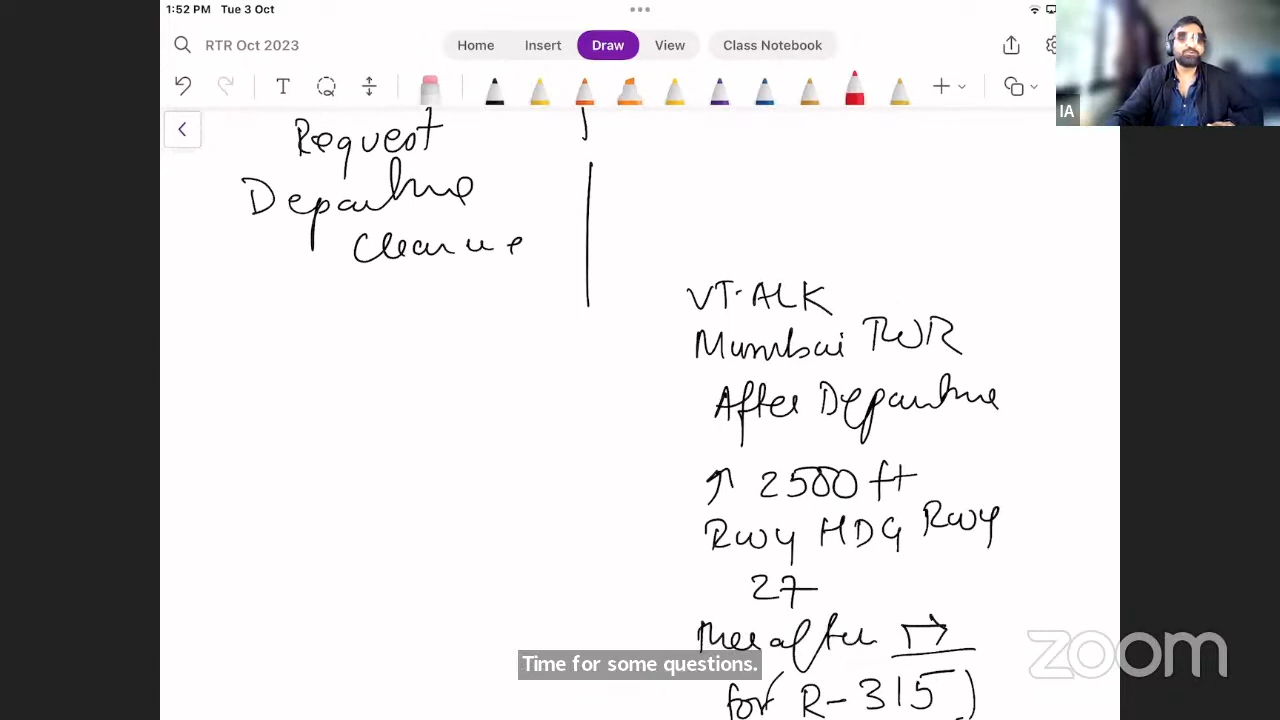 1:52 PM Tue 3 Oct
RTR Oct 2023
Home Insert Draw View Class Notebook
T
IA
Request
Departure
Clearance
VT-ALK
Mumbai TWR
After Departure
↑ 2500 ft
Rwy HDG Rwy
27
thereafter
for R-315
Time for some questions.
zoom